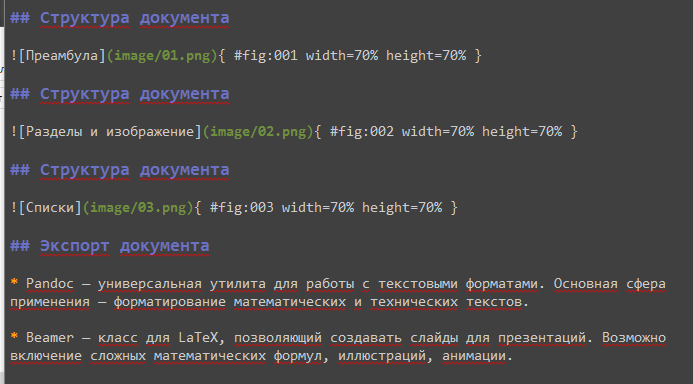 ## Структура документа
![Преамбула](image/01.png){ #fig:001 width=70% height=70% }
## Структура документа
![Разделы и изображение](image/02.png){ #fig:002 width=70% height=70% }
## Структура документа
![Списки](image/03.png){ #fig:003 width=70% height=70% }
## Экспорт документа
* Pandoc – универсальная утилита для работы с текстовыми форматами. Основная сфера
применения – форматирование математических и технических текстов.
* Beamer – класс для LaTeX, позволяющий создавать слайды для презентаций. Возможно
включение сложных математических формул, иллюстраций, анимации.